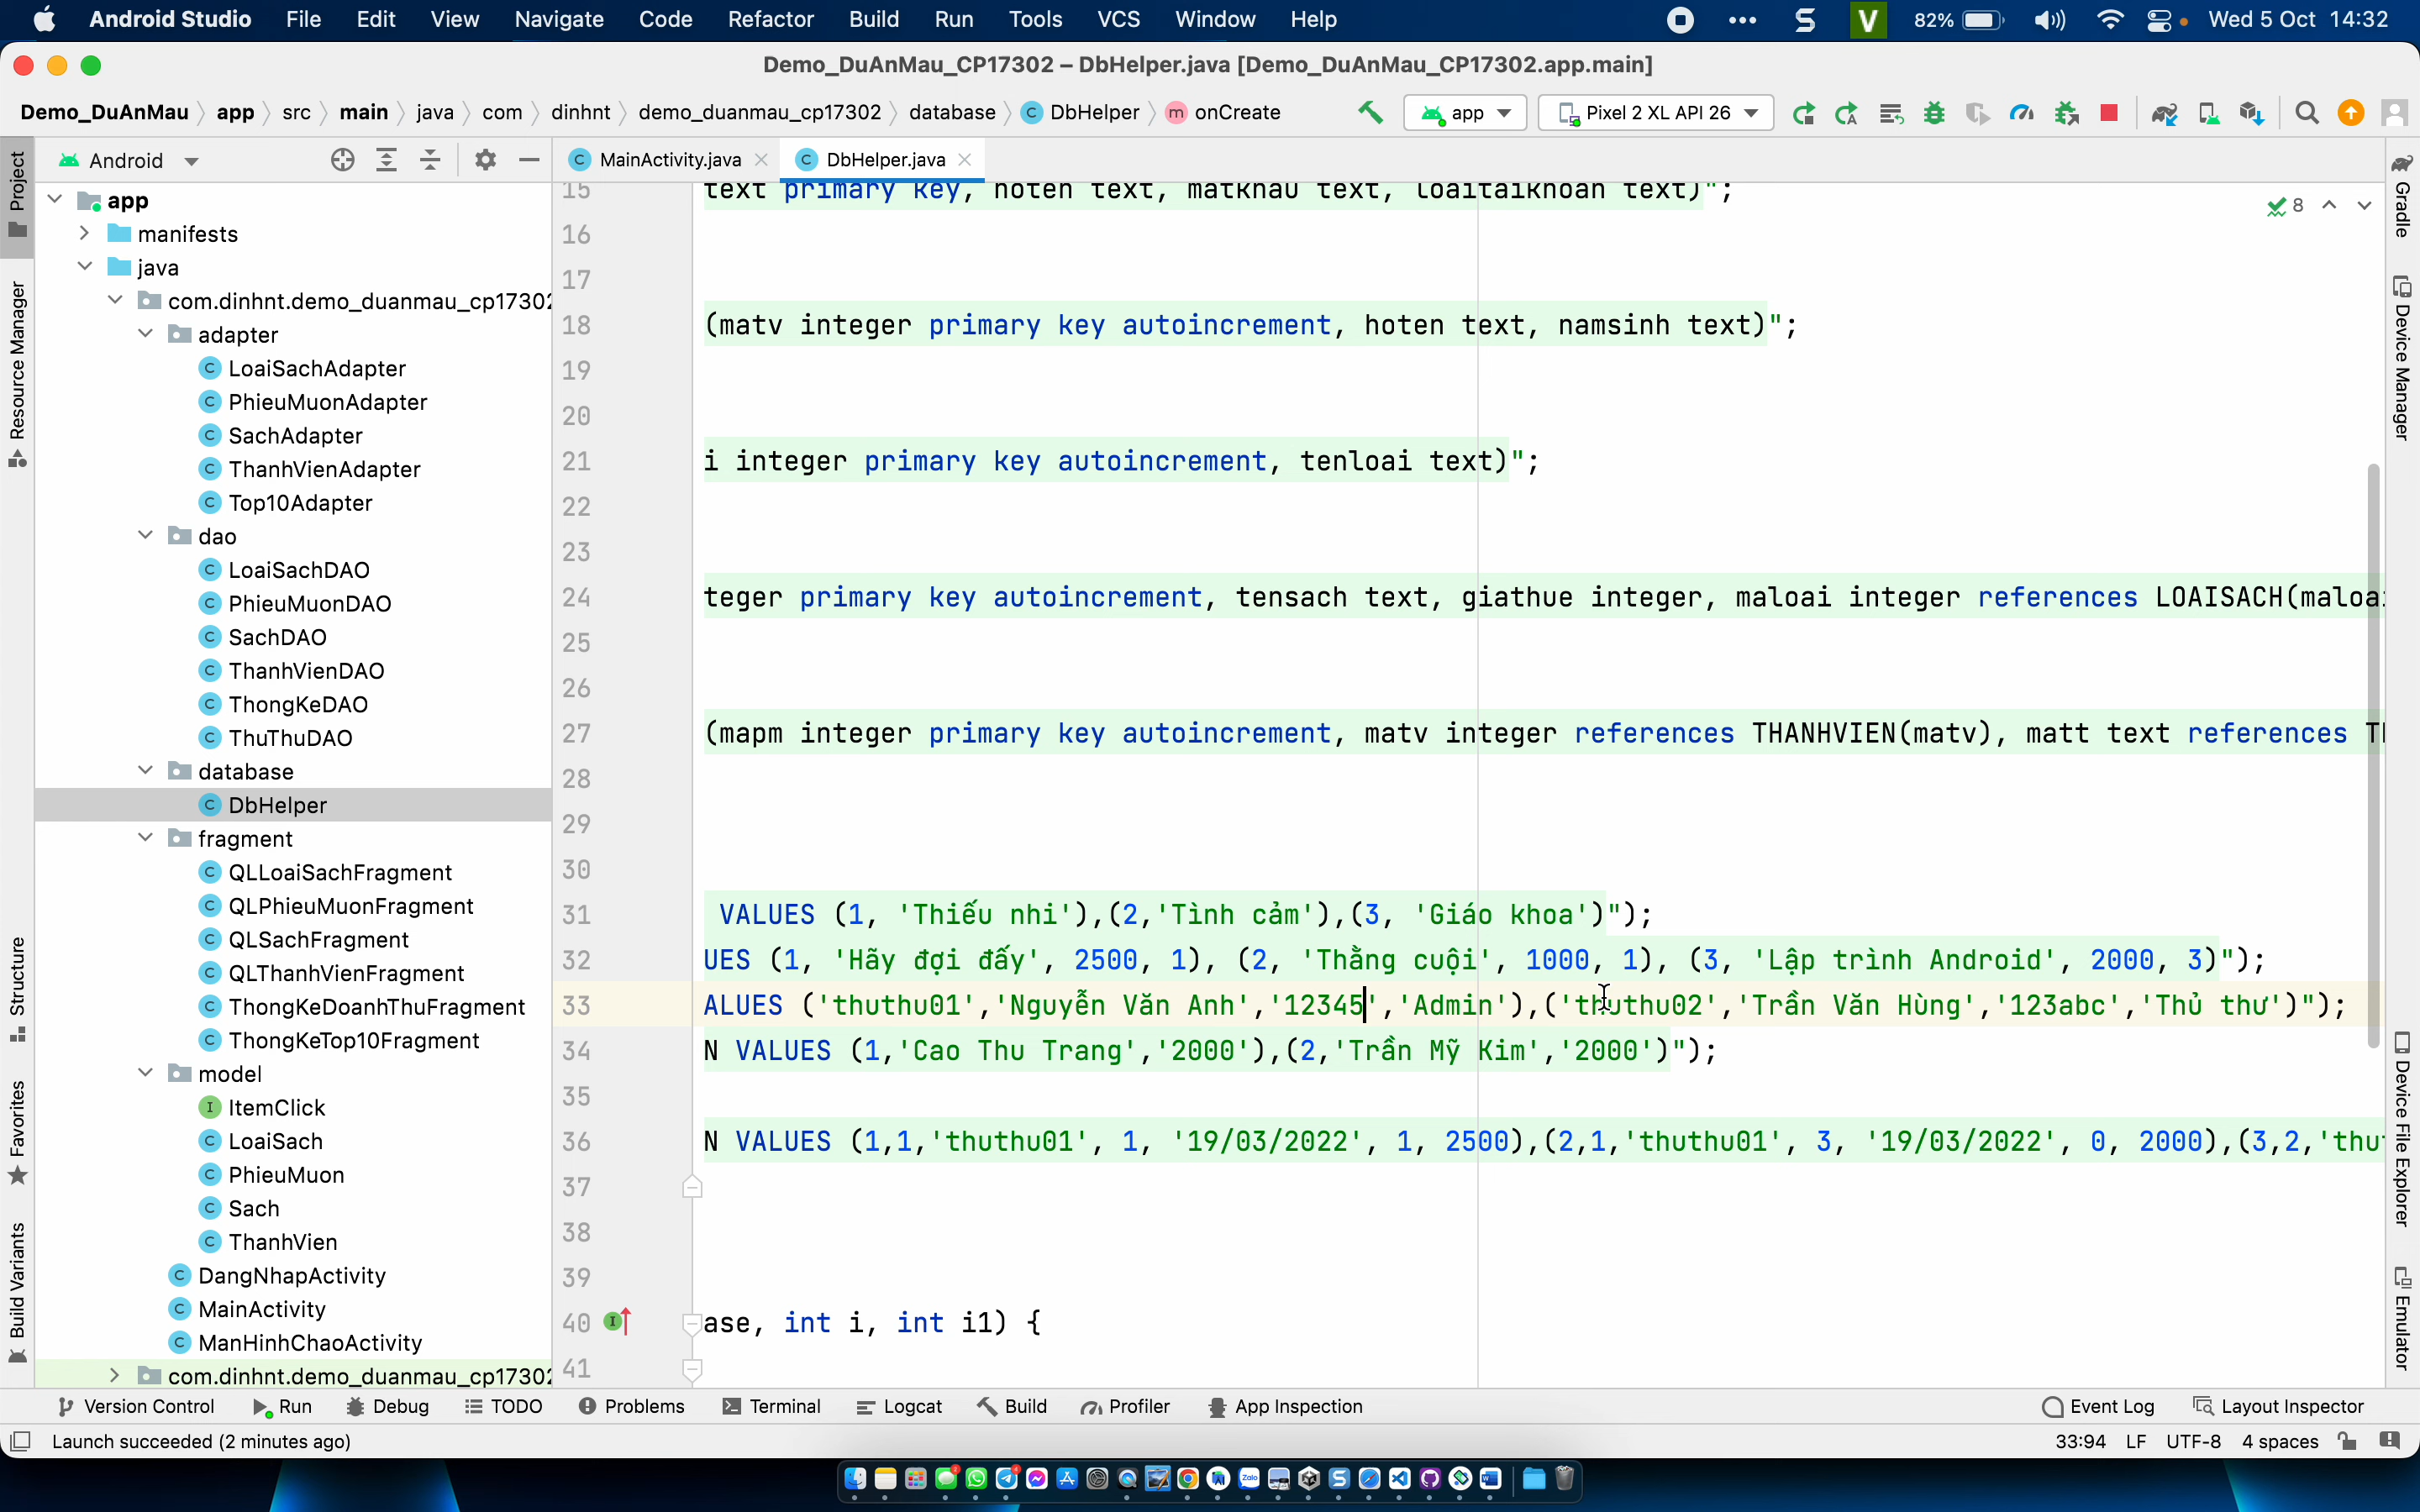 Android Studio File Edit View Navigate Code Refactor Build Run Tools VCS Window Help 82% Wed 5 Oct 14:32
Demo_DuAnMau_CP17302 – DbHelper.java [Demo_DuAnMau_CP17302.app.main]
Demo_DuAnMau app src main java com dinhnt demo_duanmau_cp17302 database DbHelper onCreate app Pixel 2 XL API 26
Android MainActivity.java DbHelper.java
Project
Resource Manager
Structure
Favorites
Build Variants
app
manifests
java
com.dinhnt.demo_duanmau_cp17302
adapter
LoaiSachAdapter
PhieuMuonAdapter
SachAdapter
ThanhVienAdapter
Top10Adapter
dao
LoaiSachDAO
PhieuMuonDAO
SachDAO
ThanhVienDAO
ThongKeDAO
ThuThuDAO
database
DbHelper
fragment
QLLoaiSachFragment
QLPhieuMuonFragment
QLSachFragment
QLThanhVienFragment
ThongKeDoanhThuFragment
ThongKeTop10Fragment
model
ItemClick
LoaiSach
PhieuMuon
Sach
ThanhVien
DangNhapActivity
MainActivity
ManHinhChaoActivity
com.dinhnt.demo_duanmau_cp17302
8
15 text primary key, hoten text, matkhau text, loaitaikhoan text)";
16
17
18 (matv integer primary key autoincrement, hoten text, namsinh text)";
19
20
21 i integer primary key autoincrement, tenloai text)";
22
23
24 teger primary key autoincrement, tensach text, giathue integer, maloai integer references LOAISACH(maloai
25
26
27 (mapm integer primary key autoincrement, matv integer references THANHVIEN(matv), matt text references T
28
29
30
31 VALUES (1, 'Thiếu nhi'),(2,'Tình cảm'),(3, 'Giáo khoa')");
32 UES (1, 'Hãy đợi đấy', 2500, 1), (2, 'Thằng cuội', 1000, 1), (3, 'Lập trình Android', 2000, 3)");
33 ALUES ('thuthu01','Nguyễn Văn Anh','12345','Admin'),('thuthu02','Trần Văn Hùng','123abc','Thủ thư')");
34 N VALUES (1,'Cao Thu Trang','2000'),(2,'Trần Mỹ Kim','2000')");
35
36 N VALUES (1,1,'thuthu01', 1, '19/03/2022', 1, 2500),(2,1,'thuthu01', 3, '19/03/2022', 0, 2000),(3,2,'thu
37
38
39
40 ase, int i, int i1) {
41
Gradle
Device Manager
Device File Explorer
Emulator
Version Control Run Debug TODO Problems Terminal Logcat Build Profiler App Inspection Event Log Layout Inspector
Launch succeeded (2 minutes ago) 33:94 LF UTF-8 4 spaces